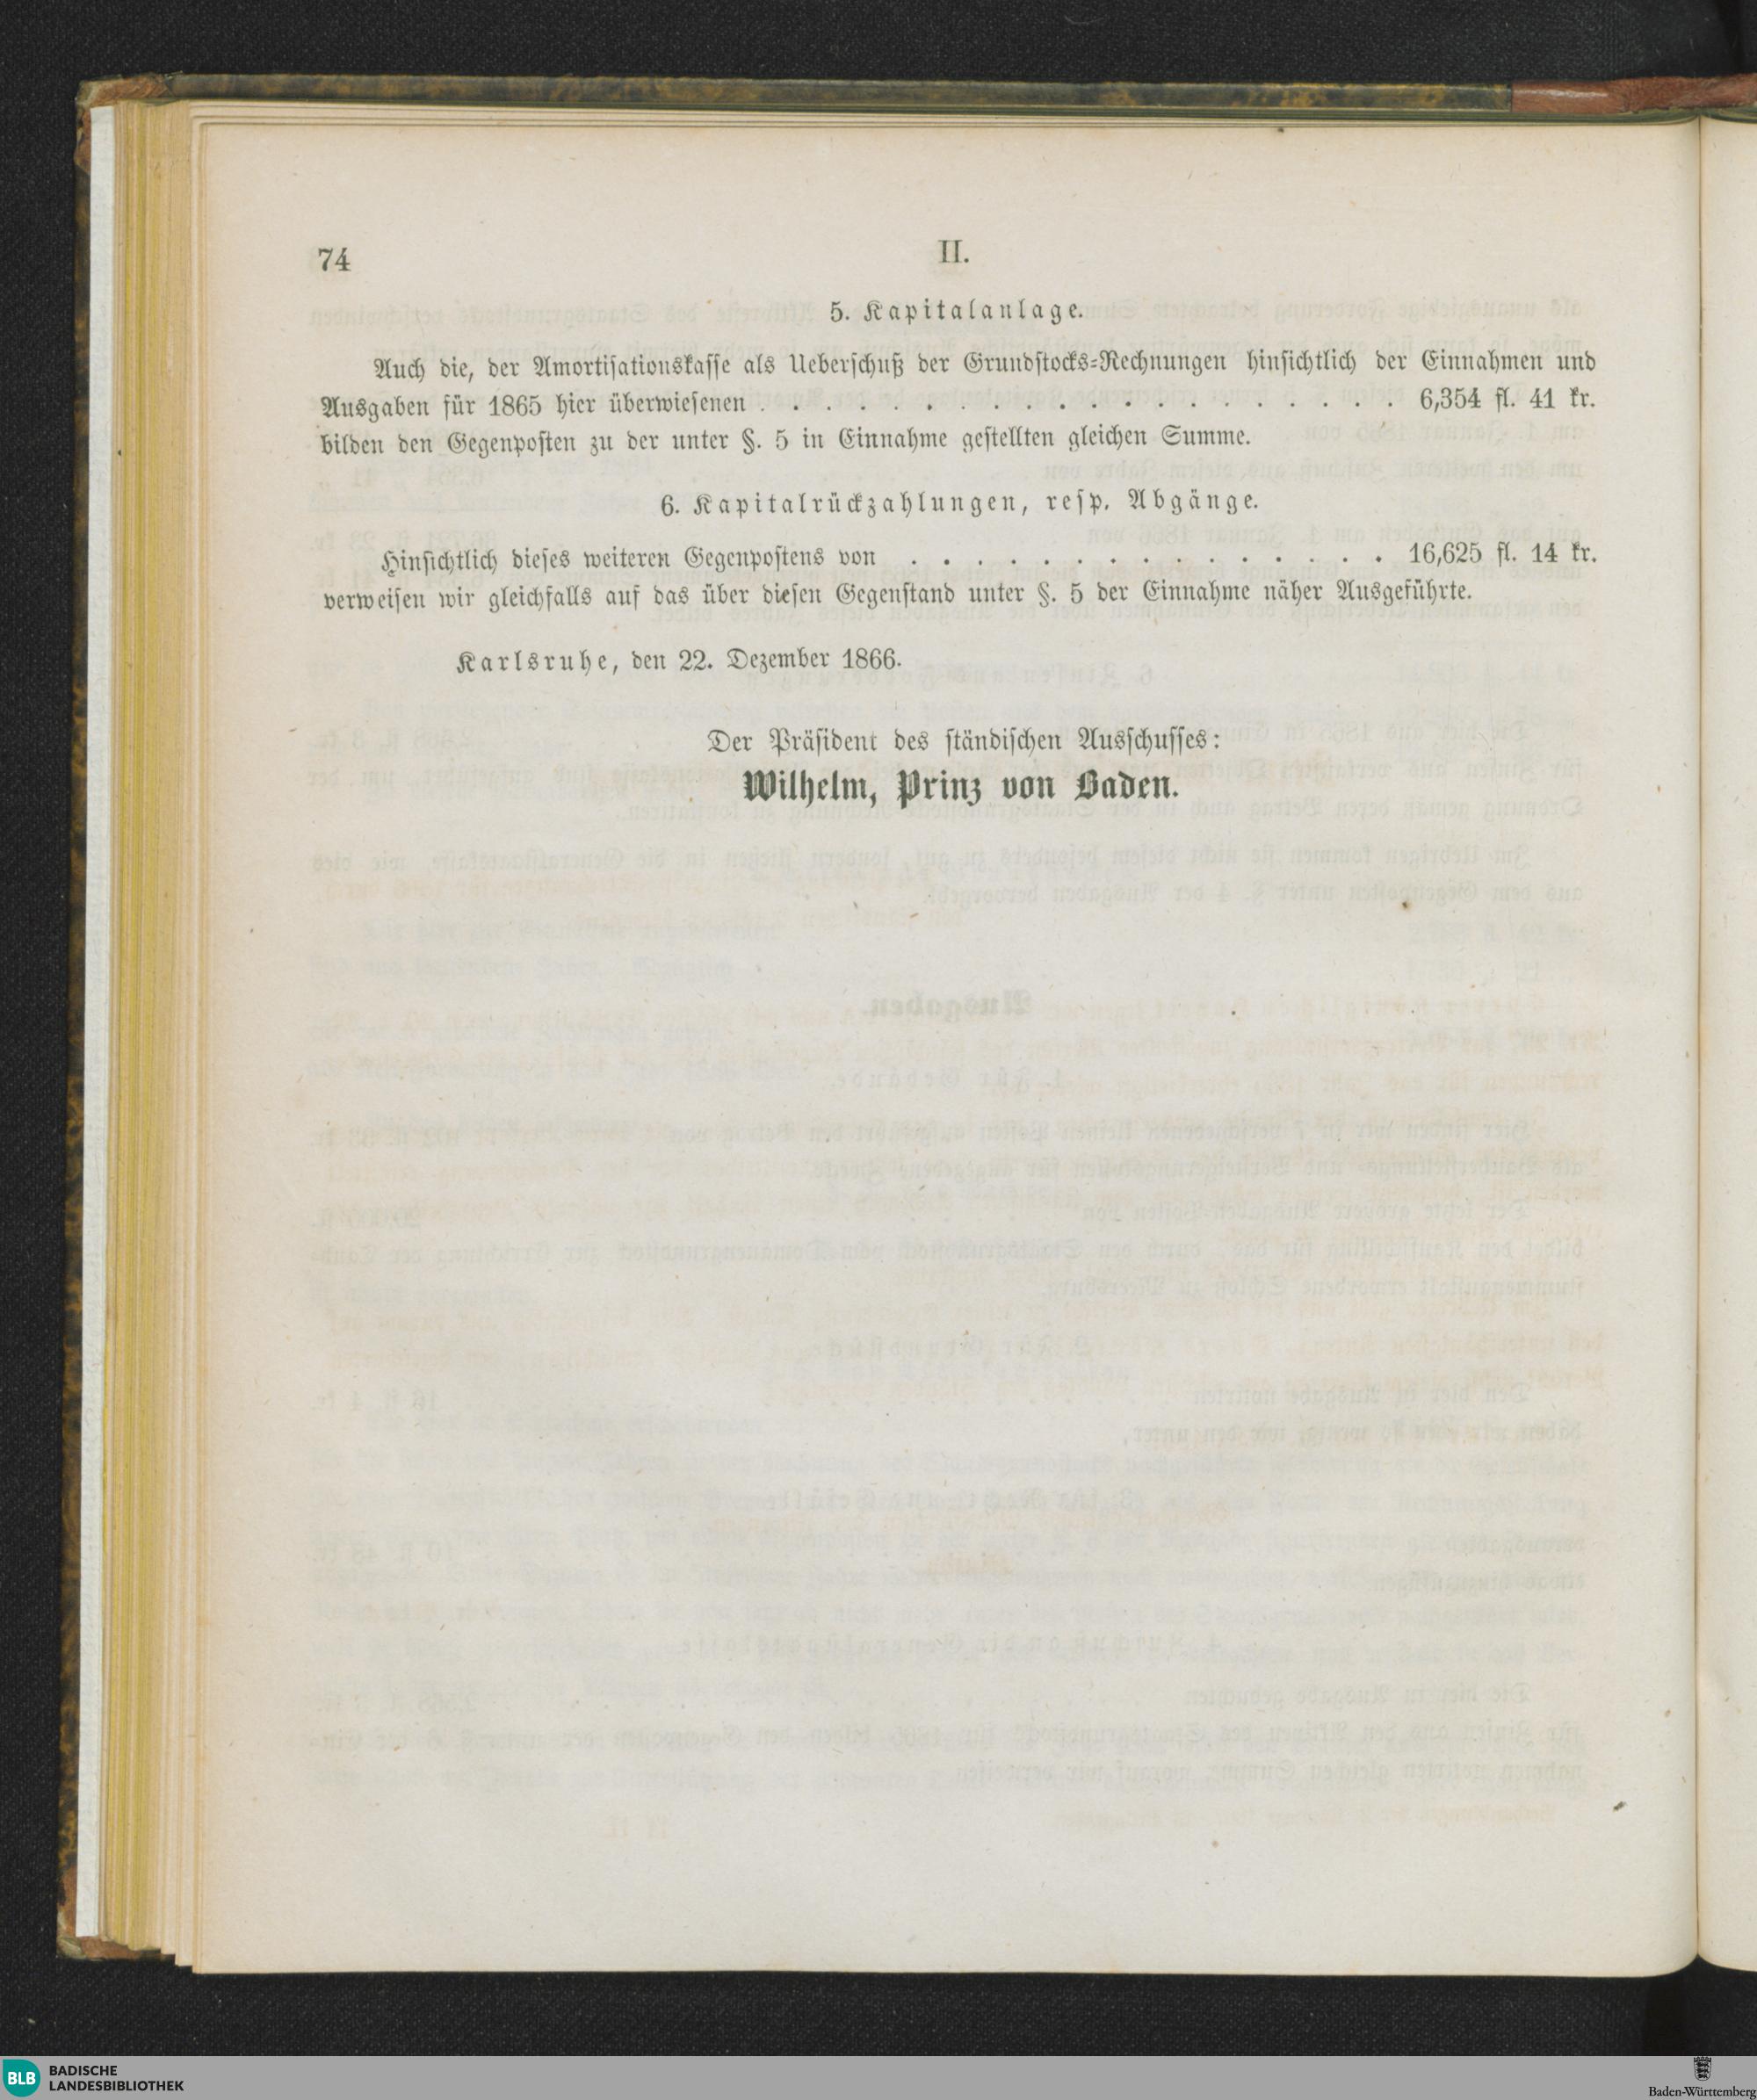 74
II.
5. Kapitalanlage.
Auch die, der Amortisationskasse als Ueberschuß der Grundstocks-Rechnungen hinsichtlich der Einnahmen und
Ausgaben für 1865 hier überwiesenen . . . . . . . . . . . . . . . . . . 6,354 fl. 41 kr.
bilden den Gegenposten zu der unter §. 5 in Einnahme gestellten gleichen Summe.
6. Kapitalrückzahlungen, resp. Abgänge.
Hinsichtlich dieses weiteren Gegenpostens von . . . . . . . . . . . . . . . 16,625 fl. 14 kr.
verweisen wir gleichfalls auf das über diesen Gegenstand unter §. 5 der Einnahme näher Ausgeführte.
Karlsruhe, den 22. Dezember 1866.
Der Präsident des ständischen Ausschusses:
Wilhelm, Prinz von Baden.
BLB BADISCHE
LANDESBIBLIOTHEK
Baden-Württemberg